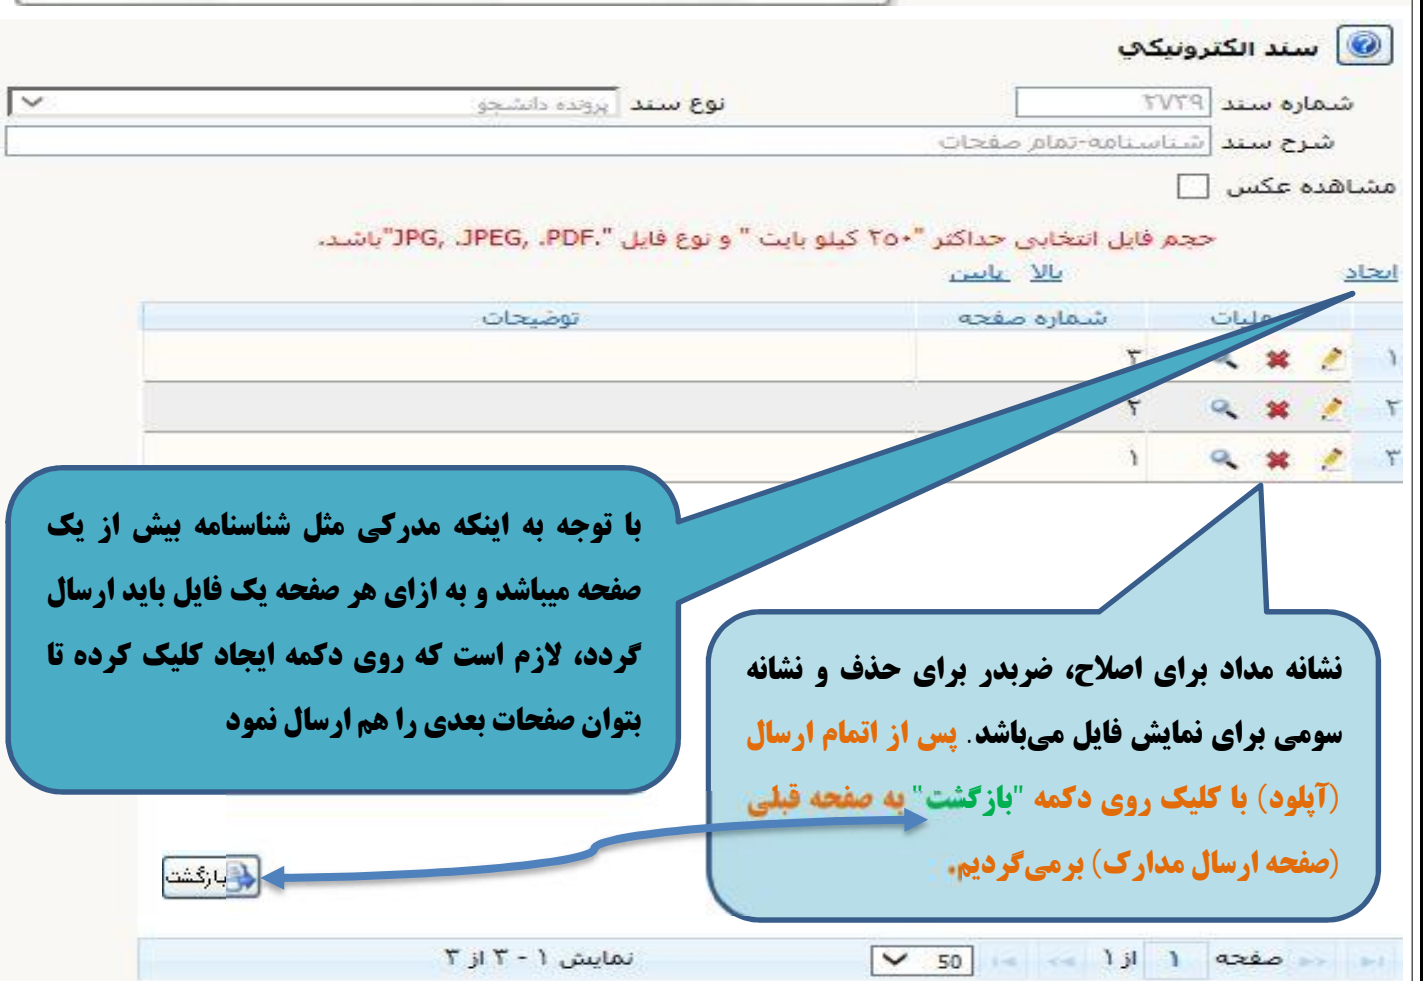 سند الکترونیکي
شماره سند ۲۷۳۹ نوع سند پرونده دانشجو
شرح سند شناسنامه-تمام صفحات
مشاهده عکس
حجم فایل انتخابی حداکثر "۲۵۰ کیلو بایت " و نوع فایل "JPG, .JPEG, .PDF."باشد.
ایجاد بالا پایین
عملیات شماره صفحه توضیحات
۱ ۳
۲ ۲
۳ ۱
با توجه به اینکه مدرکی مثل شناسنامه بیش از یک
صفحه میباشد و به ازای هر صفحه یک فایل باید ارسال
گردد، لازم است که روی دکمه ایجاد کلیک کرده تا
بتوان صفحات بعدی را هم ارسال نمود
نشانه مداد برای اصلاح، ضربدر برای حذف و نشانه
سومی برای نمایش فایل می‌باشد. پس از اتمام ارسال
(آپلود) با کلیک روی دکمه "بازگشت" به صفحه قبلی
(صفحه ارسال مدارک) برمی‌گردیم.
بازگشت
صفحه ۱ از ۱ 50 نمایش ۱ - ۳ از ۳